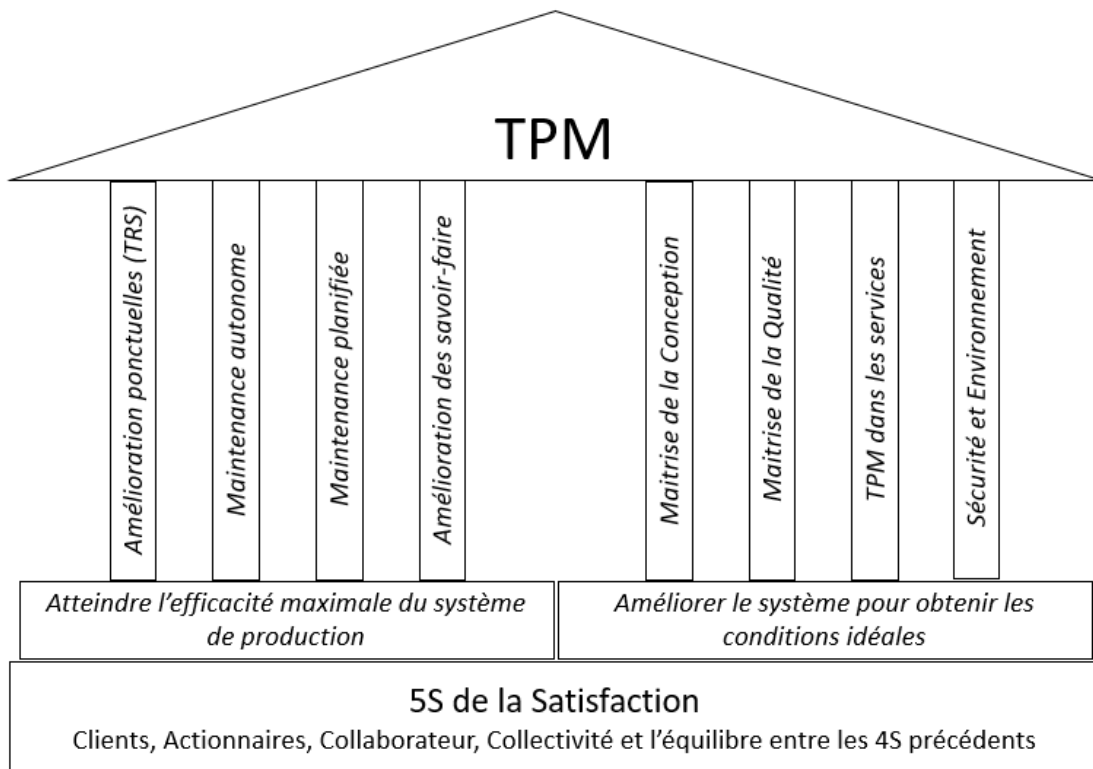 TPM
Amélioration ponctuelles (TRS)
Maintenance autonome
Maintenance planifiée
Amélioration des savoir-faire
Maitrise de la Conception
Maitrise de la Qualité
TPM dans les services
Sécurité et Environnement
Atteindre l’efficacité maximale du système
de production
Améliorer le système pour obtenir les
conditions idéales
5S de la Satisfaction
Clients, Actionnaires, Collaborateur, Collectivité et l’équilibre entre les 4S précédents